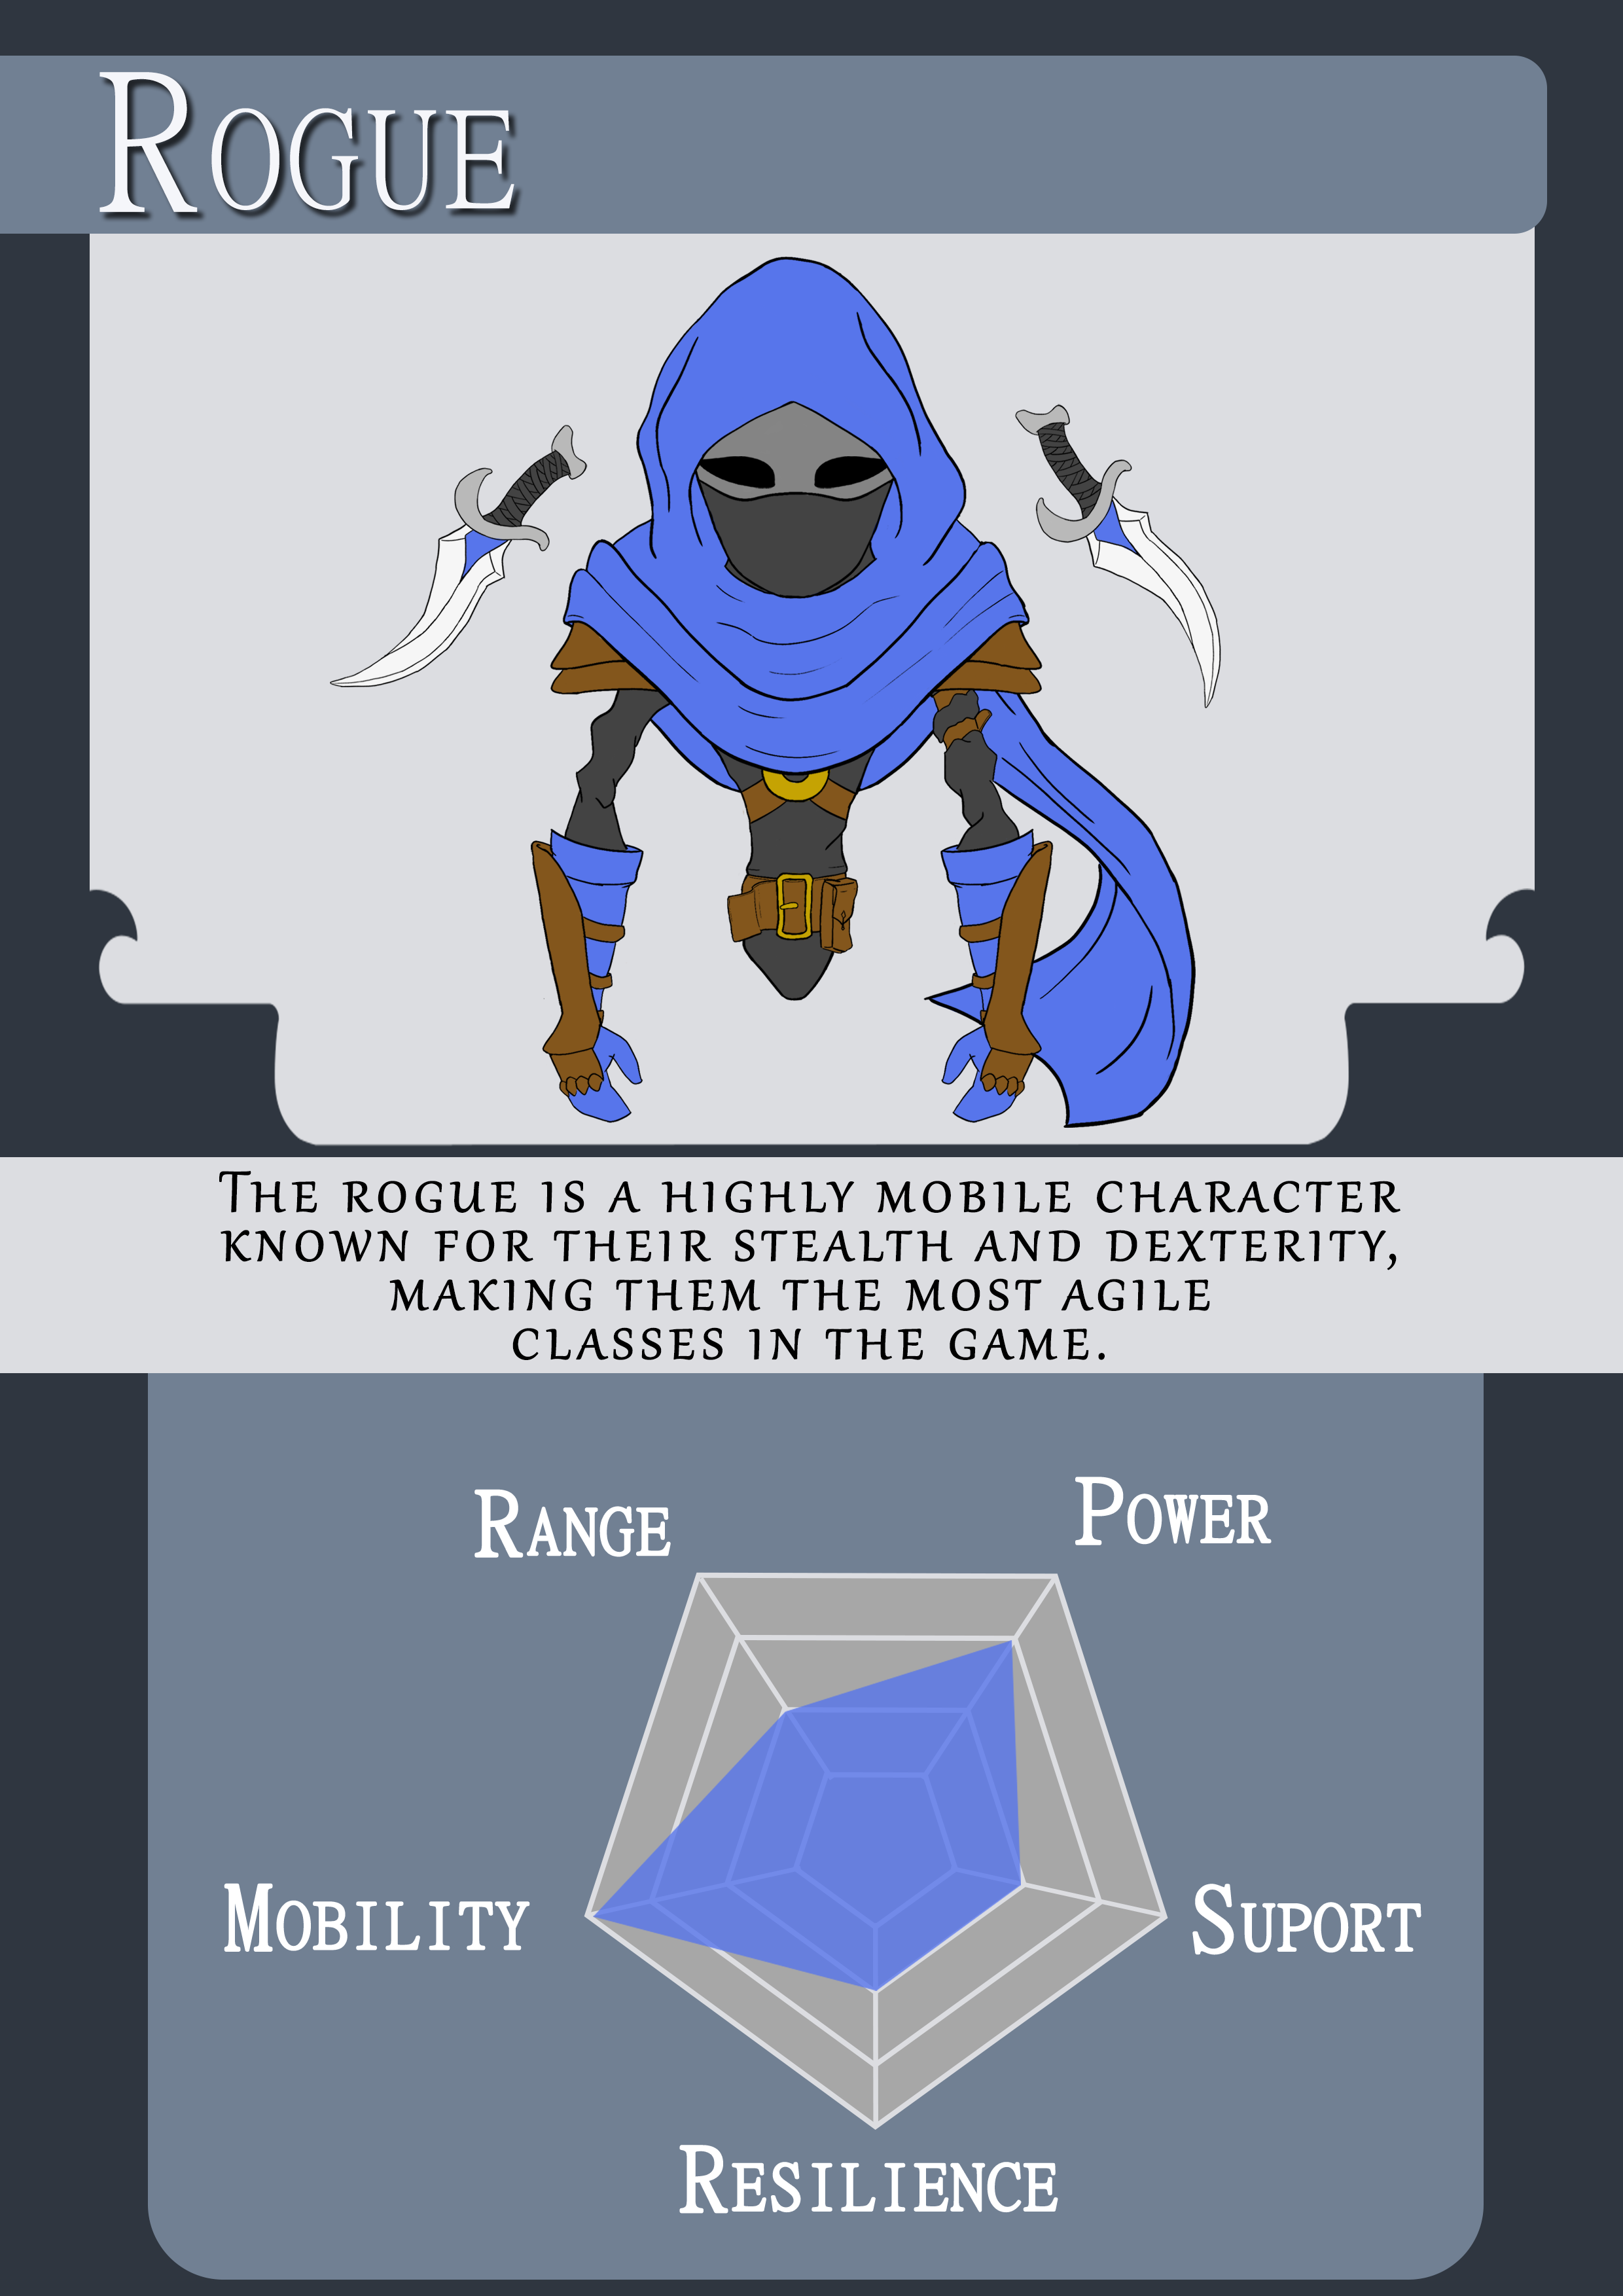 Rogue
The rogue is a highly mobile character
known for their stealth and dexterity,
making them the most agile
classes in the game.
Range
Power
Mobility
Suport
Resilience